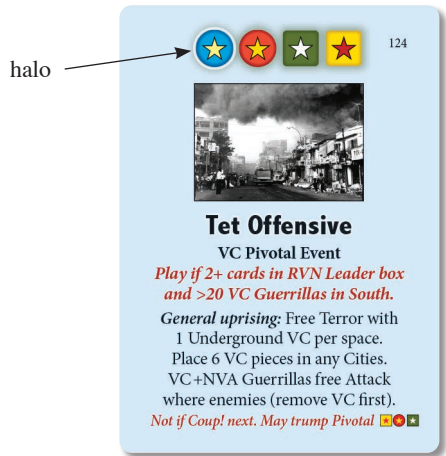 124
halo
Tet Offensive
VC Pivotal Event
Play if 2+ cards in RVN Leader box
and >20 VC Guerrillas in South.
General uprising: Free Terror with
1 Underground VC per space.
Place 6 VC pieces in any Cities.
VC+NVA Guerrillas free Attack
where enemies (remove VC first).
Not if Coup! next. May trump Pivotal